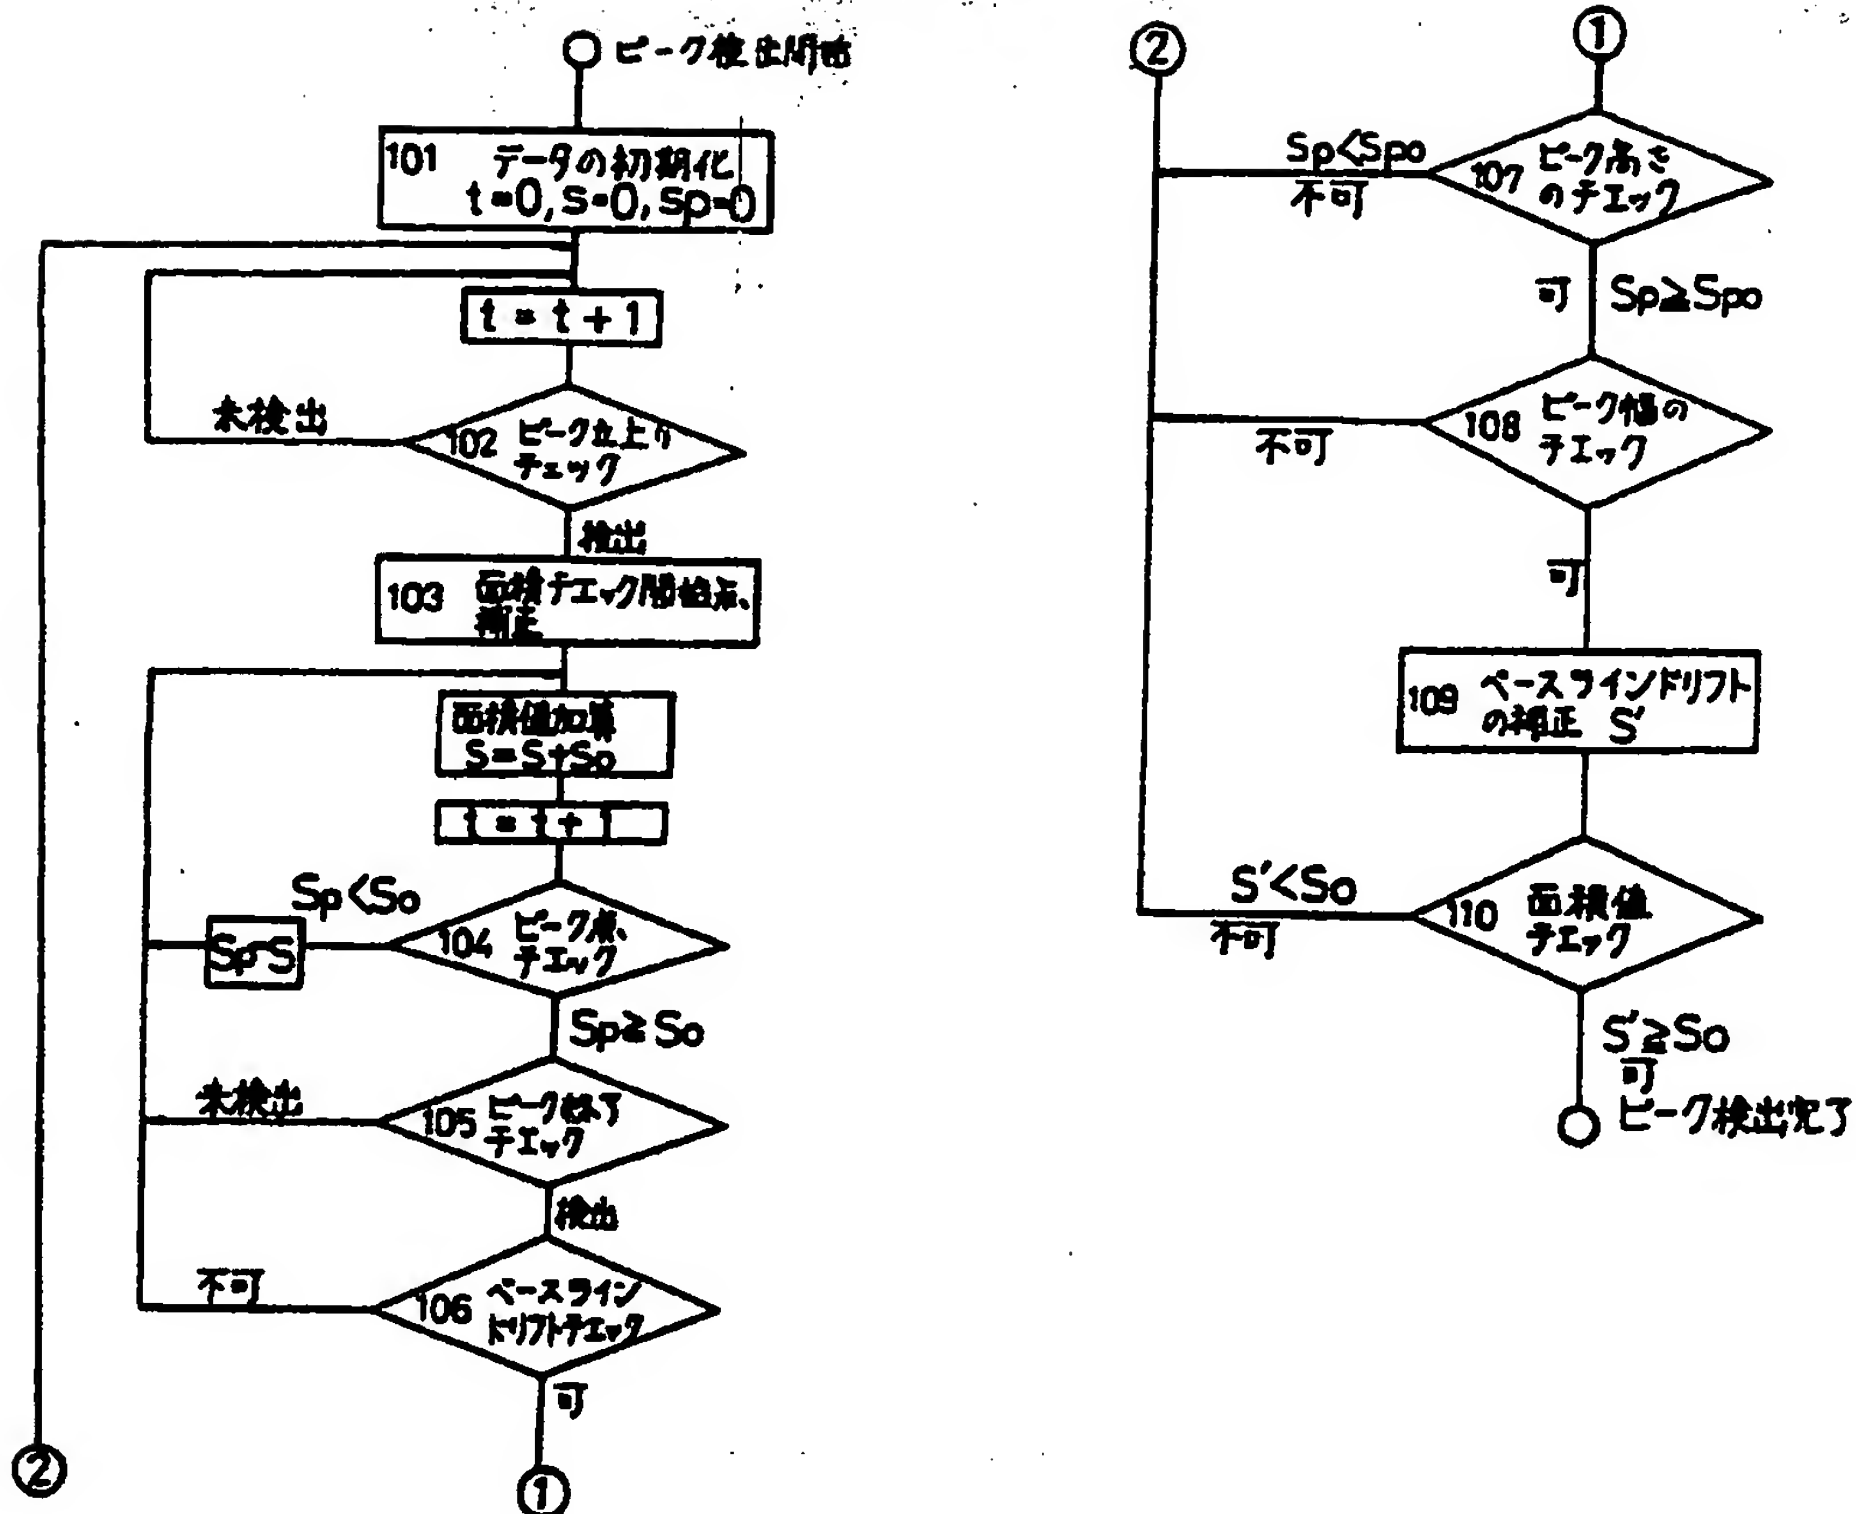 ピーク検出開始
101 データの初期化
t=0, S=0, Sp=0
t = t + 1
未検出
102 ピーク立上り
チェック
検出
103 面積チェック開始点、
補正
面積値加算
S=S+So
t = t + 1
Sp<So
104 ピーク点、
チェック
Sp-S
Sp≧So
未検出
105 ピーク終了
チェック
検出
不可
106 ベースライン
ドリフトチェック
可
②
①
②
①
Sp<Spo
不可
107 ピーク高さ
のチェック
可 Sp≧Spo
108 ピーク幅の
チェック
不可
可
109 ベースラインドリフト
の補正 S'
S'<So
不可
110 面積値
チェック
S'≧So
可
ピーク検出完了